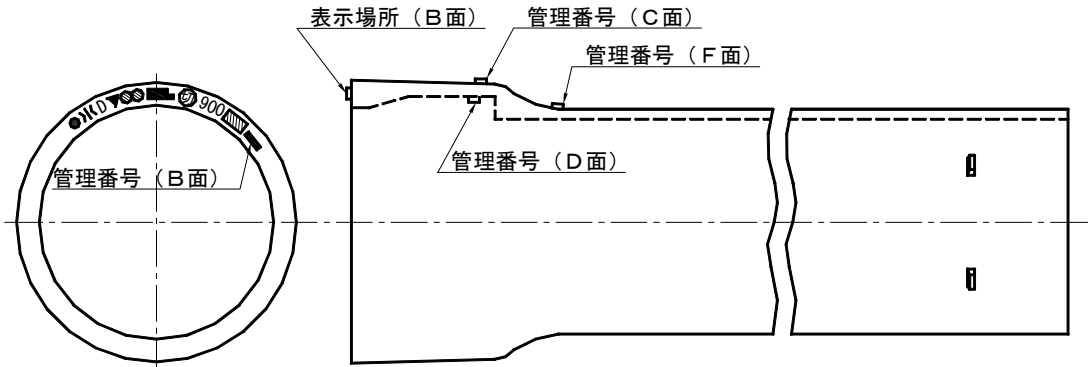 表示場所（Ｂ面）
管理番号（Ｃ面）
管理番号（Ｆ面）
管理番号（Ｄ面）
D
900
管理番号（Ｂ面）